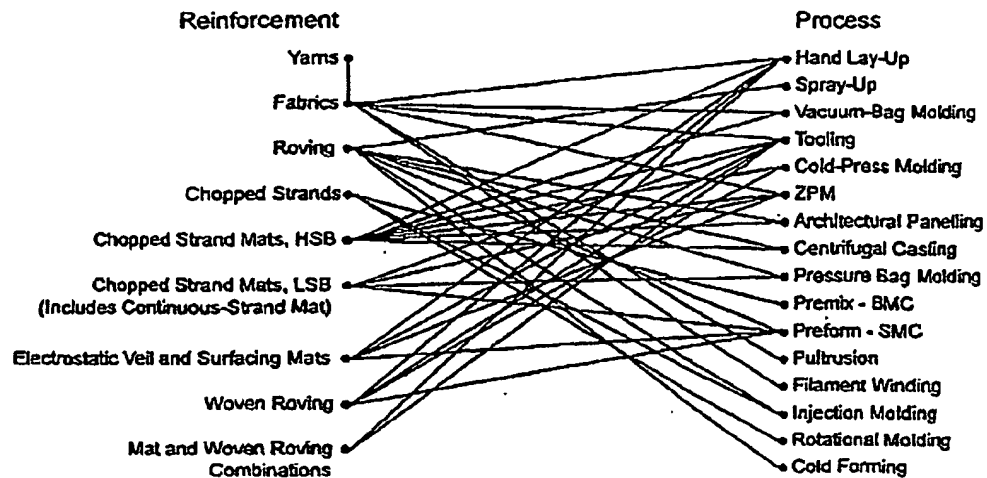 Reinforcement
Process
Yarns
Fabrics
Roving
Chopped Strands
Chopped Strand Mats, HSB
Chopped Strand Mats, LSB
(Includes Continuous-Strand Mat)
Electrostatic Veil and Surfacing Mats
Woven Roving
Mat and Woven Roving
Combinations
Hand Lay-Up
Spray-Up
Vacuum-Bag Molding
Tooling
Cold-Press Molding
ZPM
Architectural Panelling
Centrifugal Casting
Pressure Bag Molding
Premix - BMC
Preform - SMC
Pultrusion
Filament Winding
Injection Molding
Rotational Molding
Cold Forming